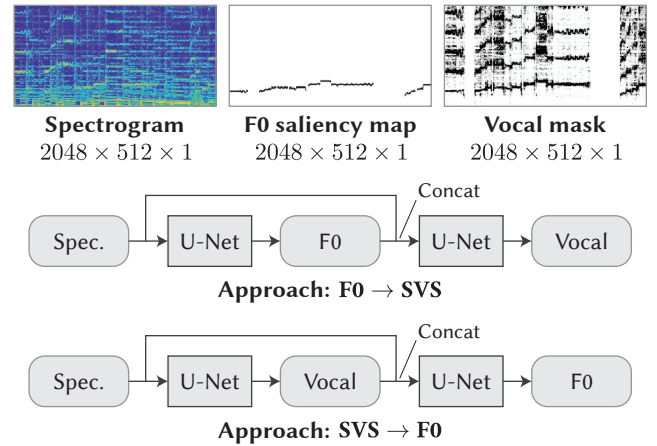 Spectrogram F0 saliency map Vocal mask
2048 × 512 × 1 2048 × 512 × 1 2048 × 512 × 1
Concat
Spec. U-Net F0 U-Net Vocal
Approach: F0 → SVS
Concat
Spec. U-Net Vocal U-Net F0
Approach: SVS → F0